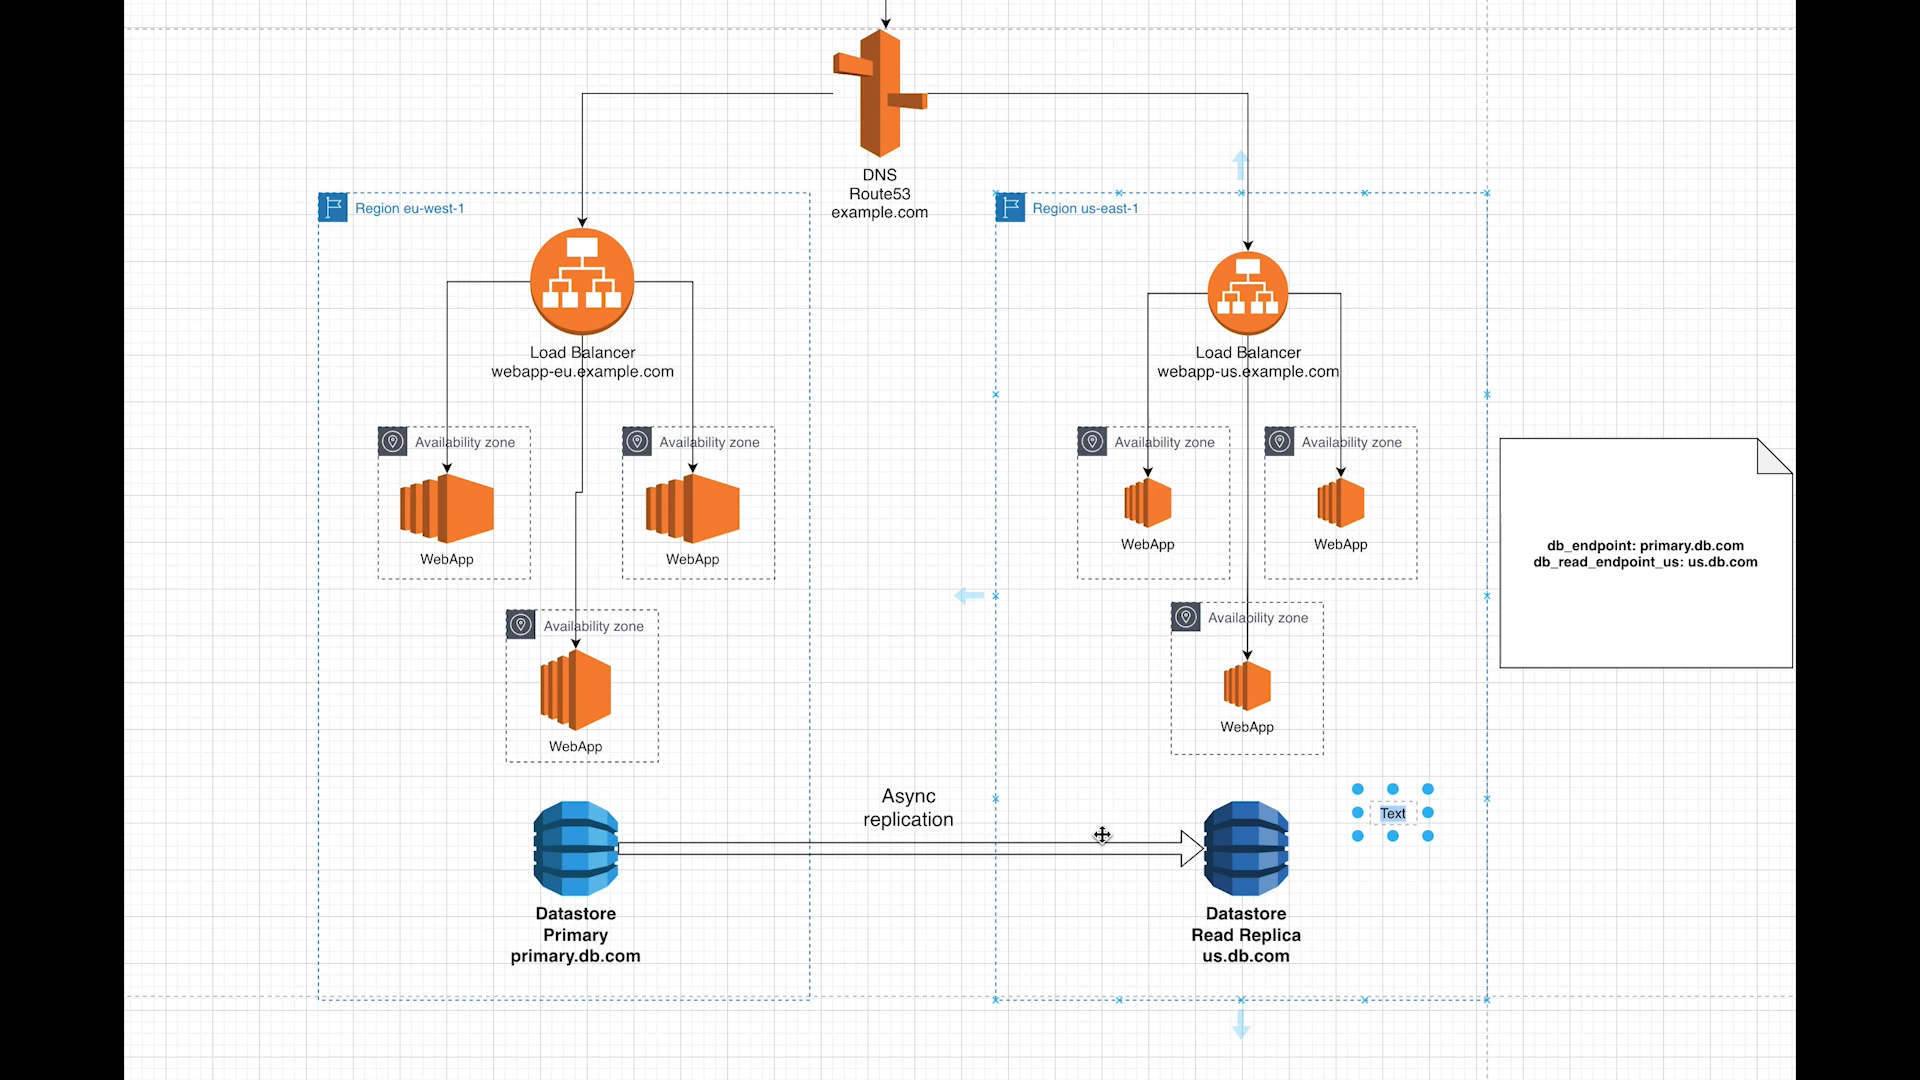 DNS
Route53
example.com
Region eu-west-1
Region us-east-1
Load Balancer
webapp-eu.example.com
Load Balancer
webapp-us.example.com
Availability zone
Availability zone
Availability zone
Availability zone
WebApp
WebApp
WebApp
WebApp
db_endpoint: primary.db.com
db_read_endpoint_us: us.db.com
Availability zone
Availability zone
WebApp
WebApp
Async
replication
Text
Datastore
Primary
primary.db.com
Datastore
Read Replica
us.db.com